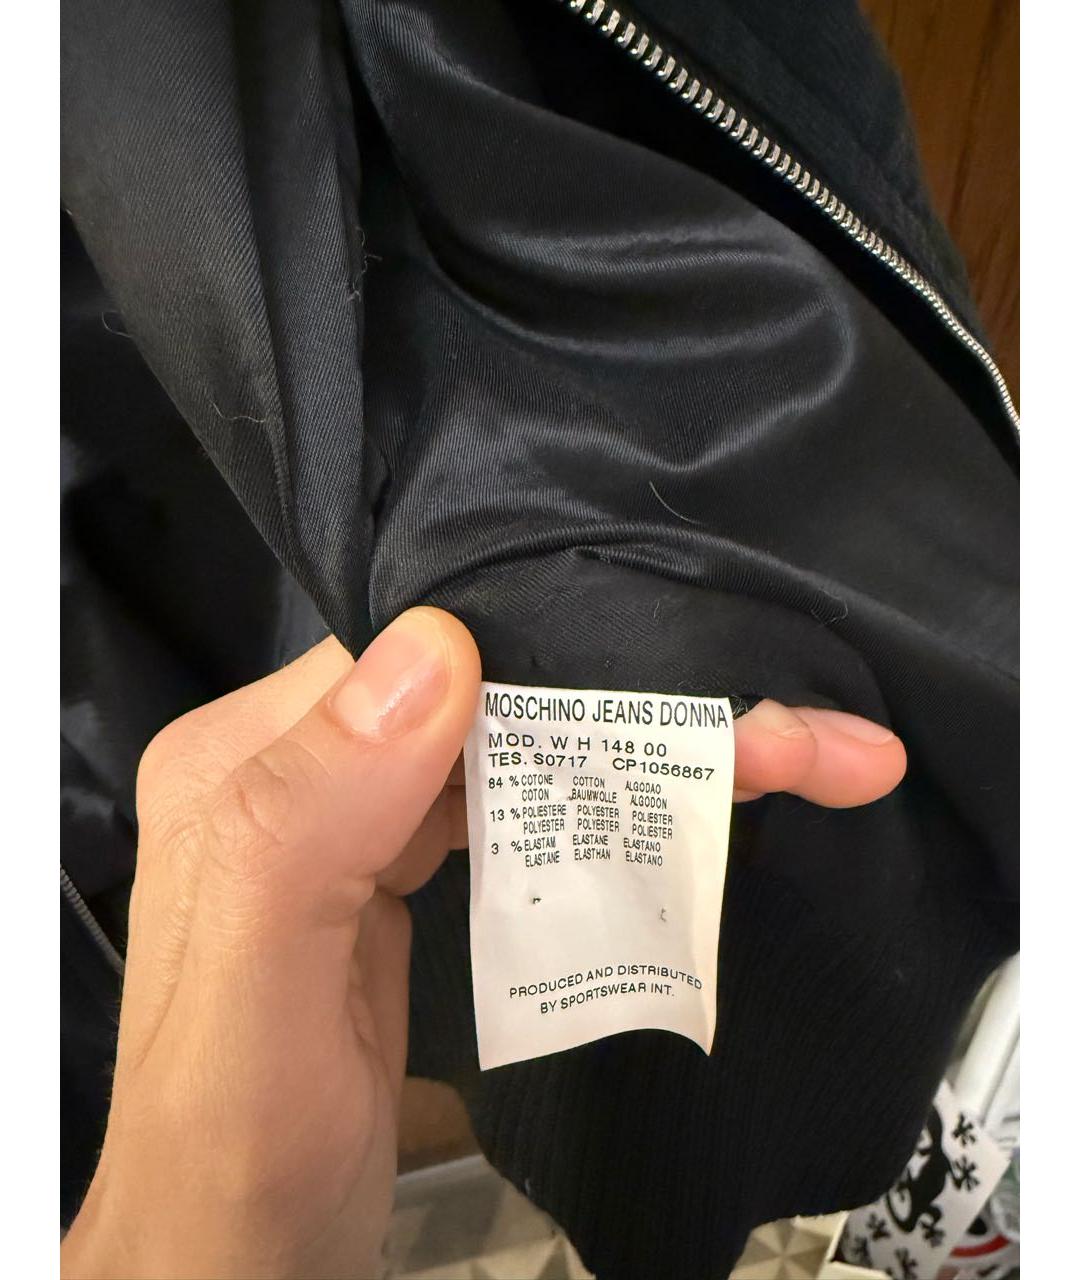 MOSCHINO JEANS DONNA
MOD. W H 148 00
TES. S0717 CP1056867
84 % COTONE COTTON ALGODAO
COTON BAUMWOLLE ALGODON
13 % POLIESTERE POLYESTER POLIESTER
POLYESTER POLYESTER POLIESTER
3 % ELASTAM ELASTANE ELASTANO
ELASTANE ELASTHAN ELASTANO
PRODUCED AND DISTRIBUTED
BY SPORTSWEAR INT.